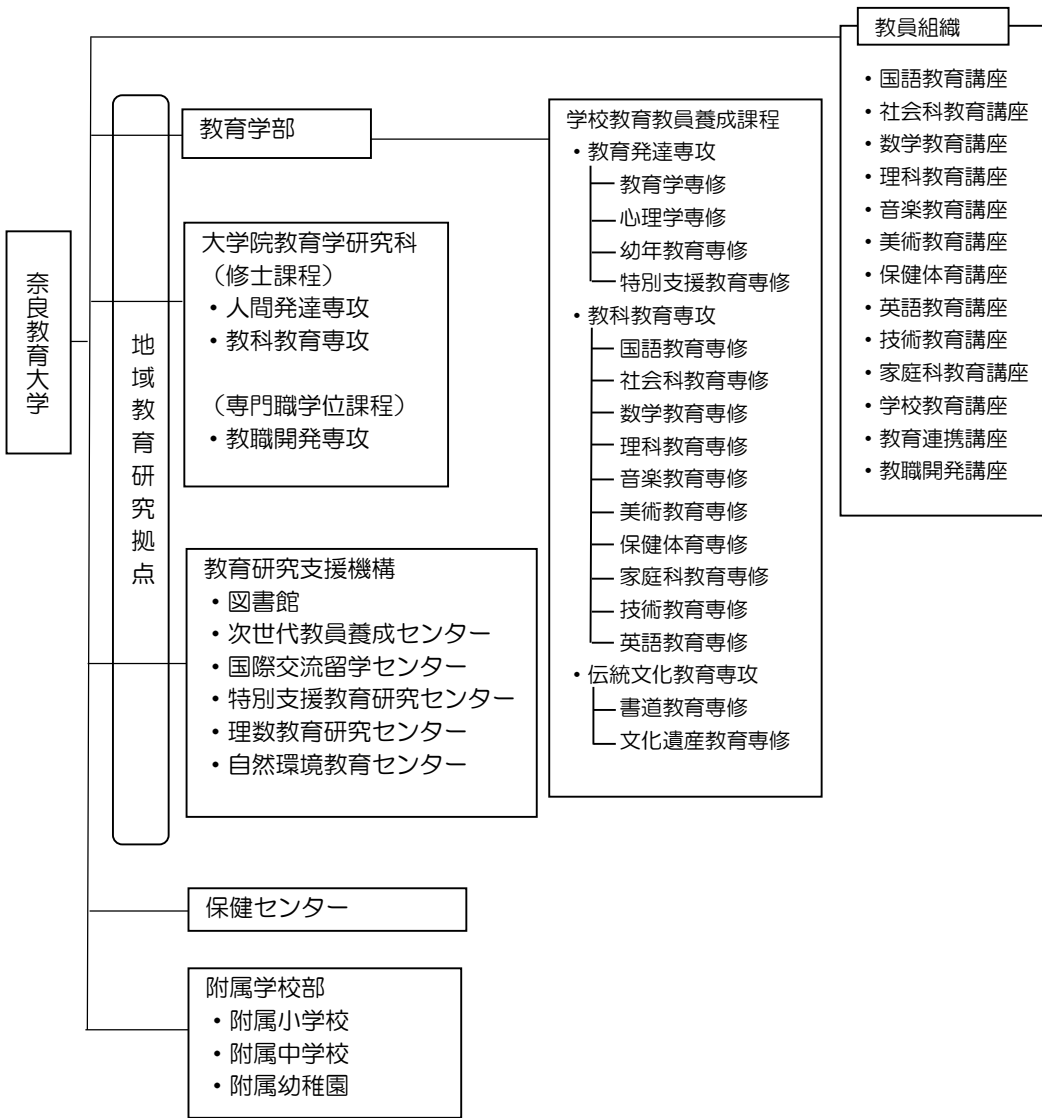 奈良教育大学
地域教育研究拠点
教育学部
大学院教育学研究科
（修士課程）
・人間発達専攻
・教科教育専攻
（専門職学位課程）
・教職開発専攻
教育研究支援機構
・図書館
・次世代教員養成センター
・国際交流留学センター
・特別支援教育研究センター
・理数教育研究センター
・自然環境教育センター
保健センター
附属学校部
・附属小学校
・附属中学校
・附属幼稚園
学校教育教員養成課程
・教育発達専攻
教育学専修
心理学専修
幼年教育専修
特別支援教育専修
・教科教育専攻
国語教育専修
社会科教育専修
数学教育専修
理科教育専修
音楽教育専修
美術教育専修
保健体育専修
家庭科教育専修
技術教育専修
英語教育専修
・伝統文化教育専攻
書道教育専修
文化遺産教育専修
教員組織
・国語教育講座
・社会科教育講座
・数学教育講座
・理科教育講座
・音楽教育講座
・美術教育講座
・保健体育講座
・英語教育講座
・技術教育講座
・家庭科教育講座
・学校教育講座
・教育連携講座
・教職開発講座